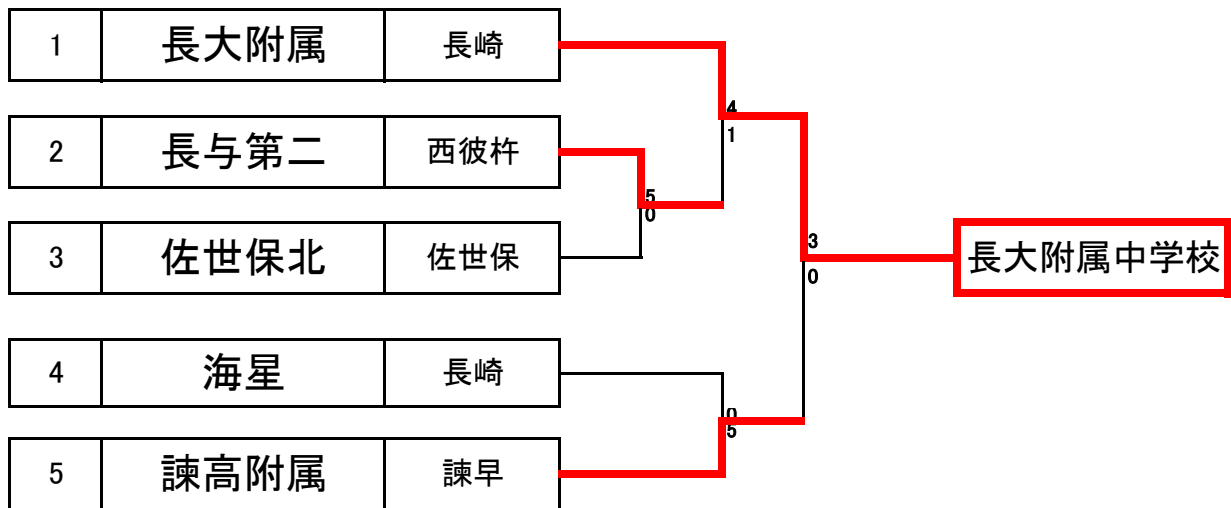 1 長大附属 長崎
4
2 長与第二 西彼杵
1
5
0
3 佐世保北 佐世保
3
長大附属中学校
0
4 海星 長崎
0
5
5 諫高附属 諫早